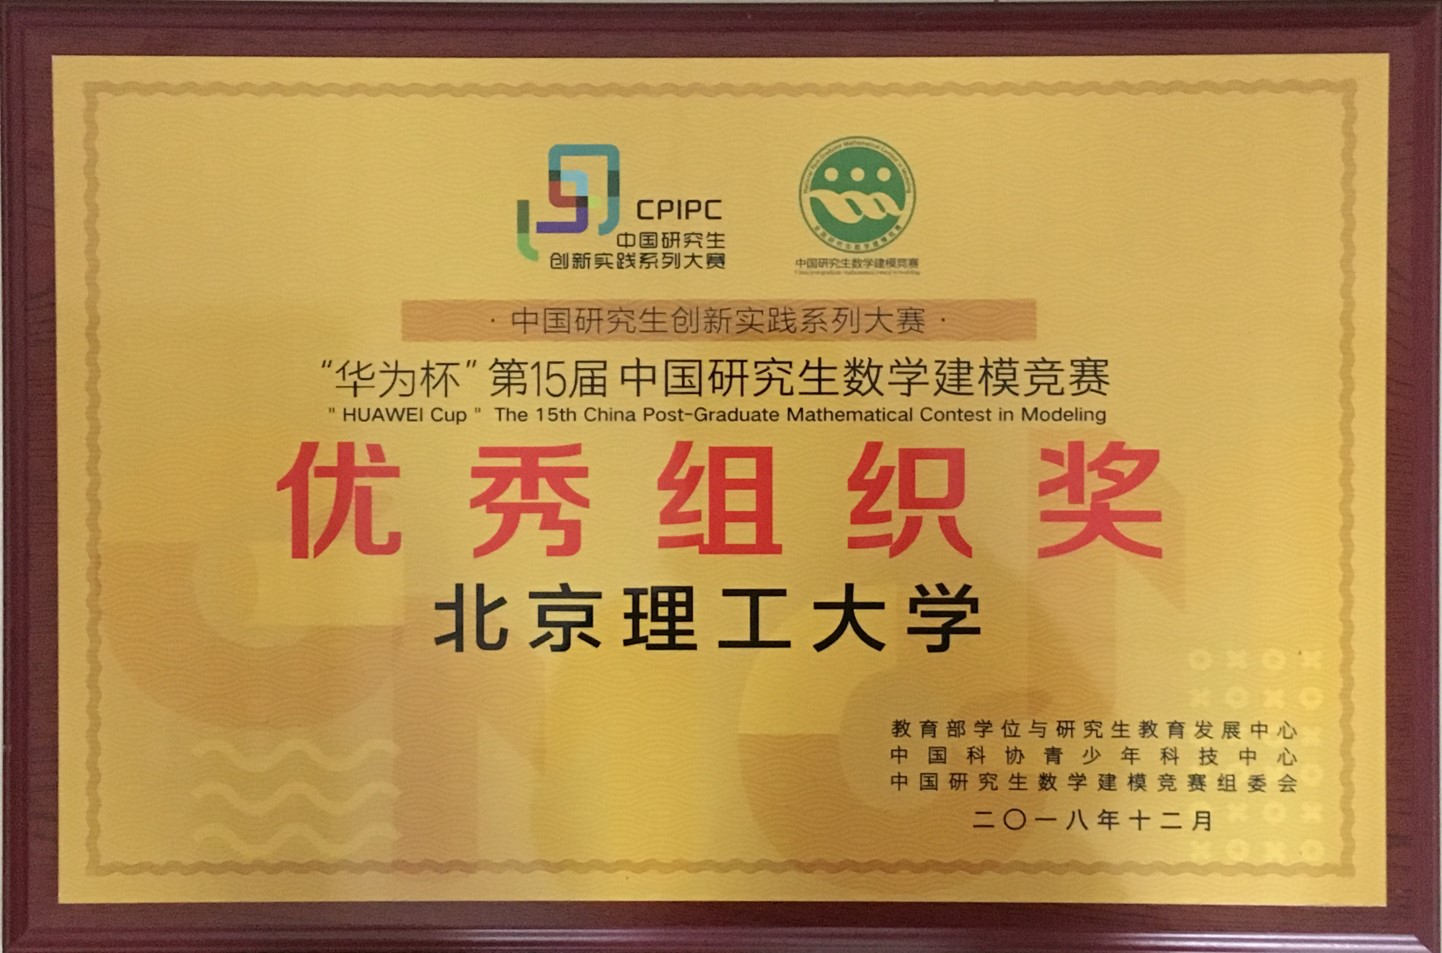 CPIPC
中国研究生
创新实践系列大赛
中国研究生数学建模竞赛
·中国研究生创新实践系列大赛·
“华为杯”第15届中国研究生数学建模竞赛
" HUAWEI Cup " The 15th China Post-Graduate Mathematical Contest in Modeling
优秀组织奖
北京理工大学
教育部学位与研究生教育发展中心
中国科协青少年科技中心
中国研究生数学建模竞赛组委会
二〇一八年十二月